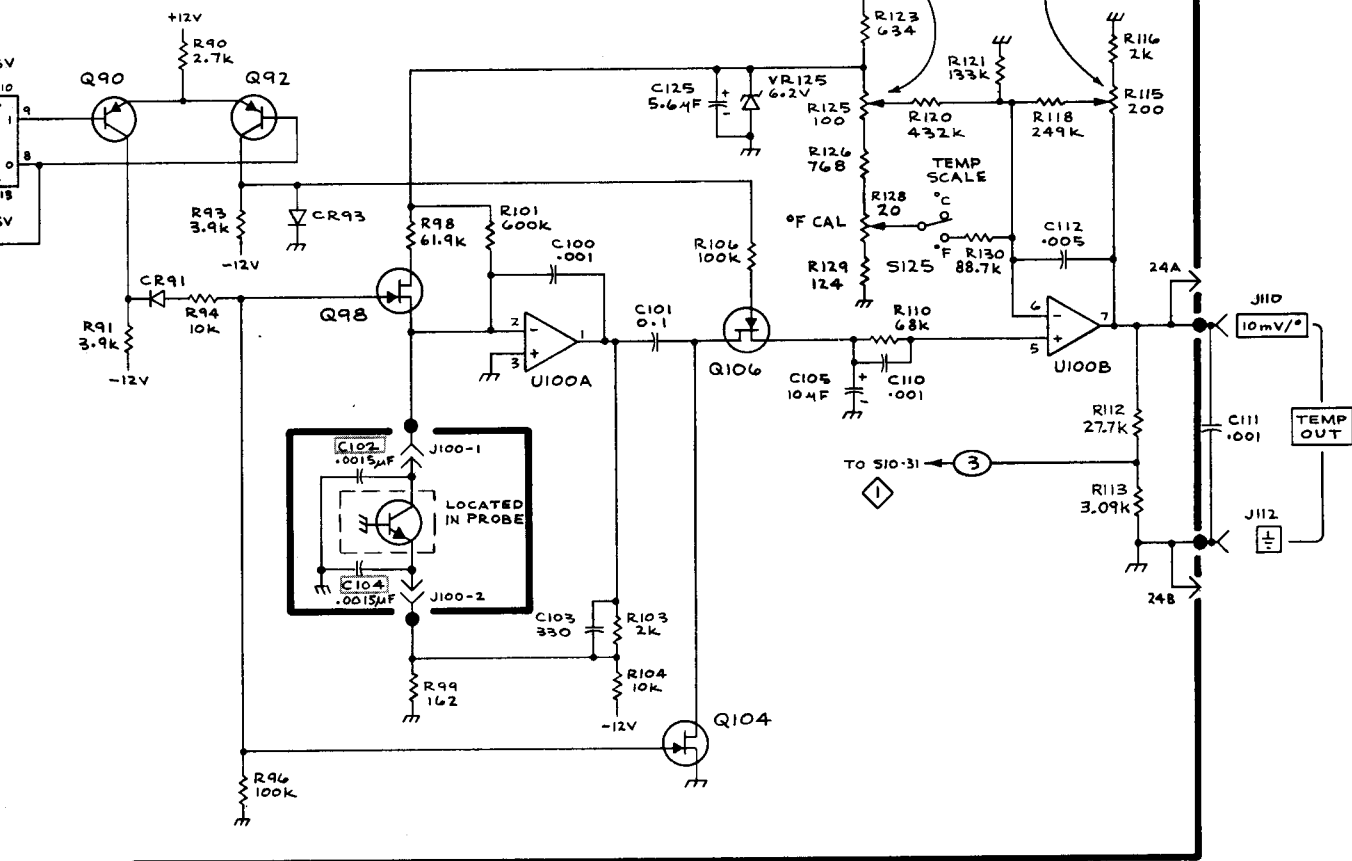 +12V
R90
2.7K
Q90
Q92
10
9
1
8
0
13
R93
3.9K
-12V
CR93
CR91
R94
10K
R91
3.9K
-12V
R98
61.9K
R101
600K
C100
.001
Q98
2
-
3
+
1
U100A
C101
0.1
R106
100K
Q106
C125
5.6µF
+
-
VR125
6.2V
R123
634
R125
100
R126
768
°F CAL
R128
20
R129
124
TEMP
SCALE
°C
°F
S125
R130
88.7K
R121
133K
R120
432K
R118
249K
R116
2K
R115
200
C112
.005
R110
68K
C105
10µF
+
-
C110
.001
6
-
5
+
7
U100B
24A
J110
10mV/°
TEMP
OUT
R112
27.7K
C111
.001
TO S10-31
3
1
R113
3.09K
J112
24B
C102
.0015µF
J100-1
LOCATED
IN PROBE
C104
.0015µF
J100-2
C103
330
R103
2K
R104
10K
-12V
R99
162
Q104
R96
100K